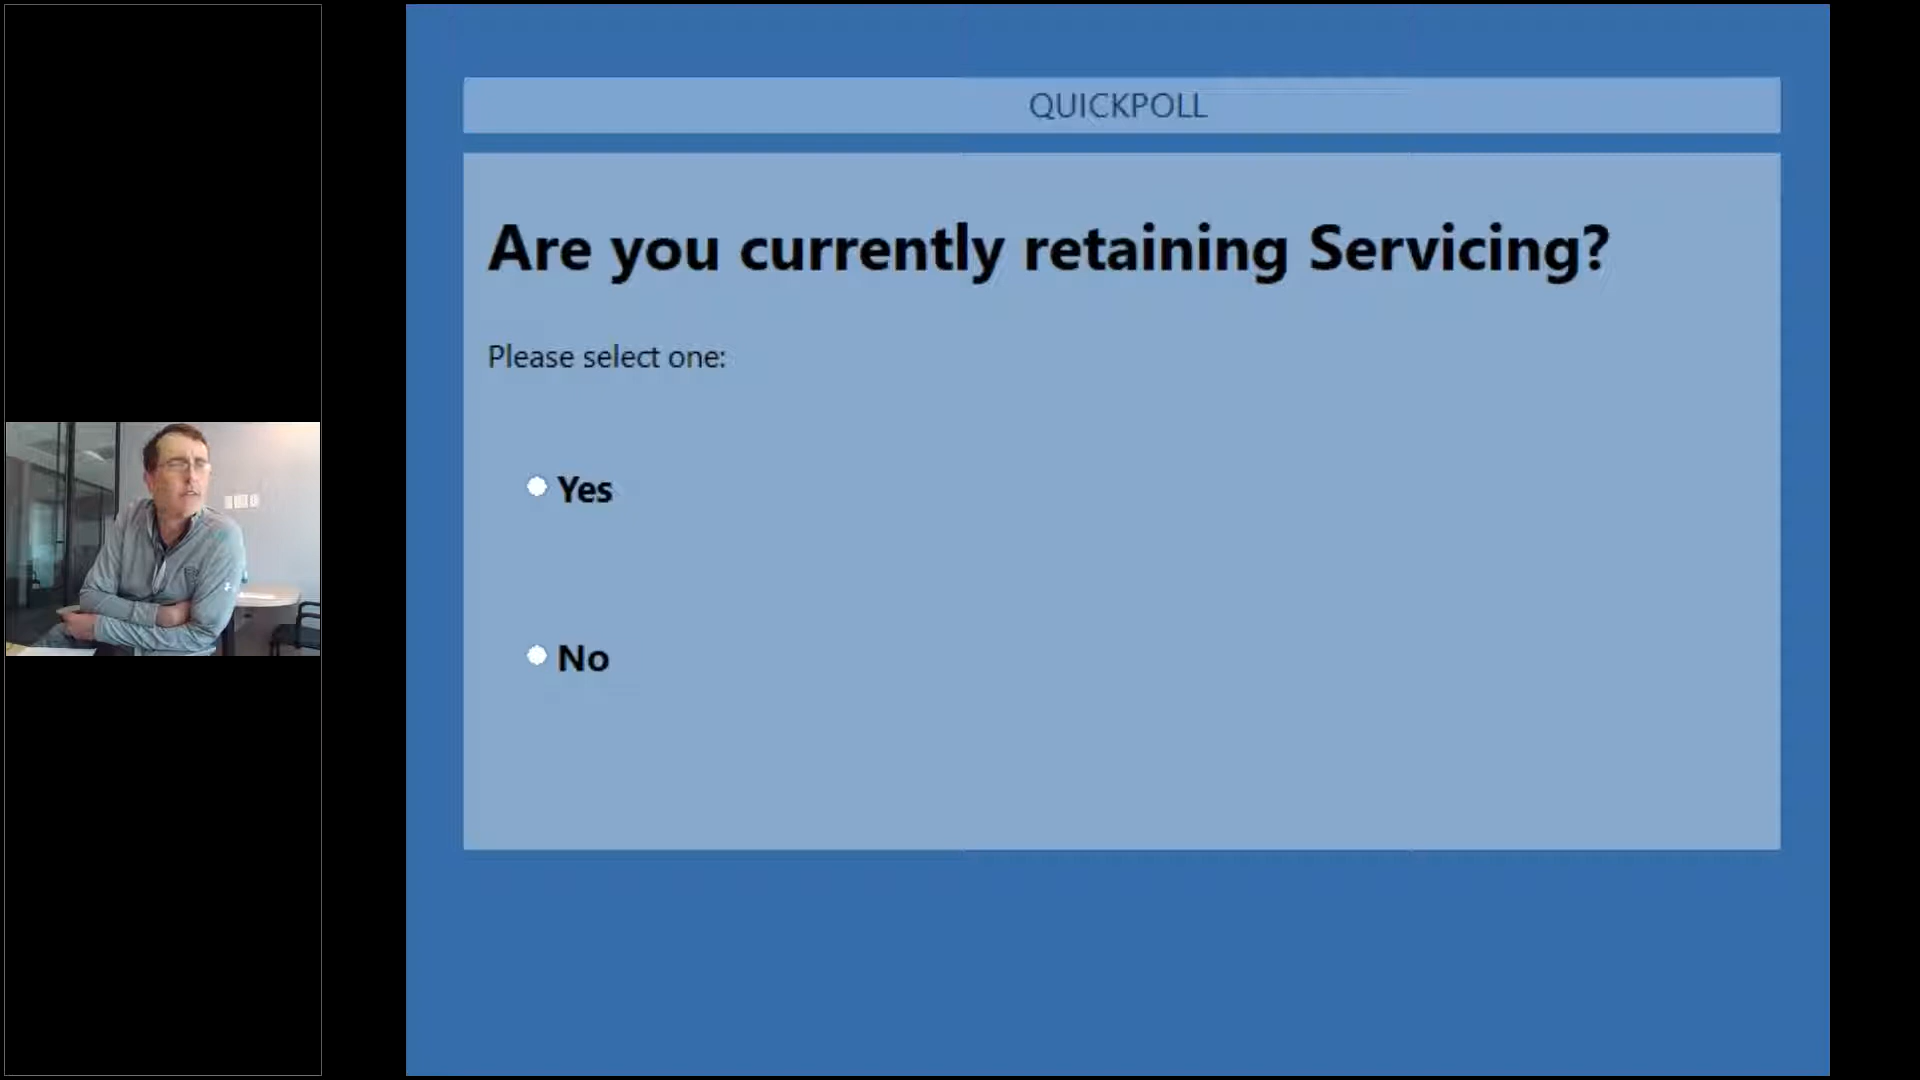 QUICKPOLL
Are you currently retaining Servicing?
Please select one:
Yes
No